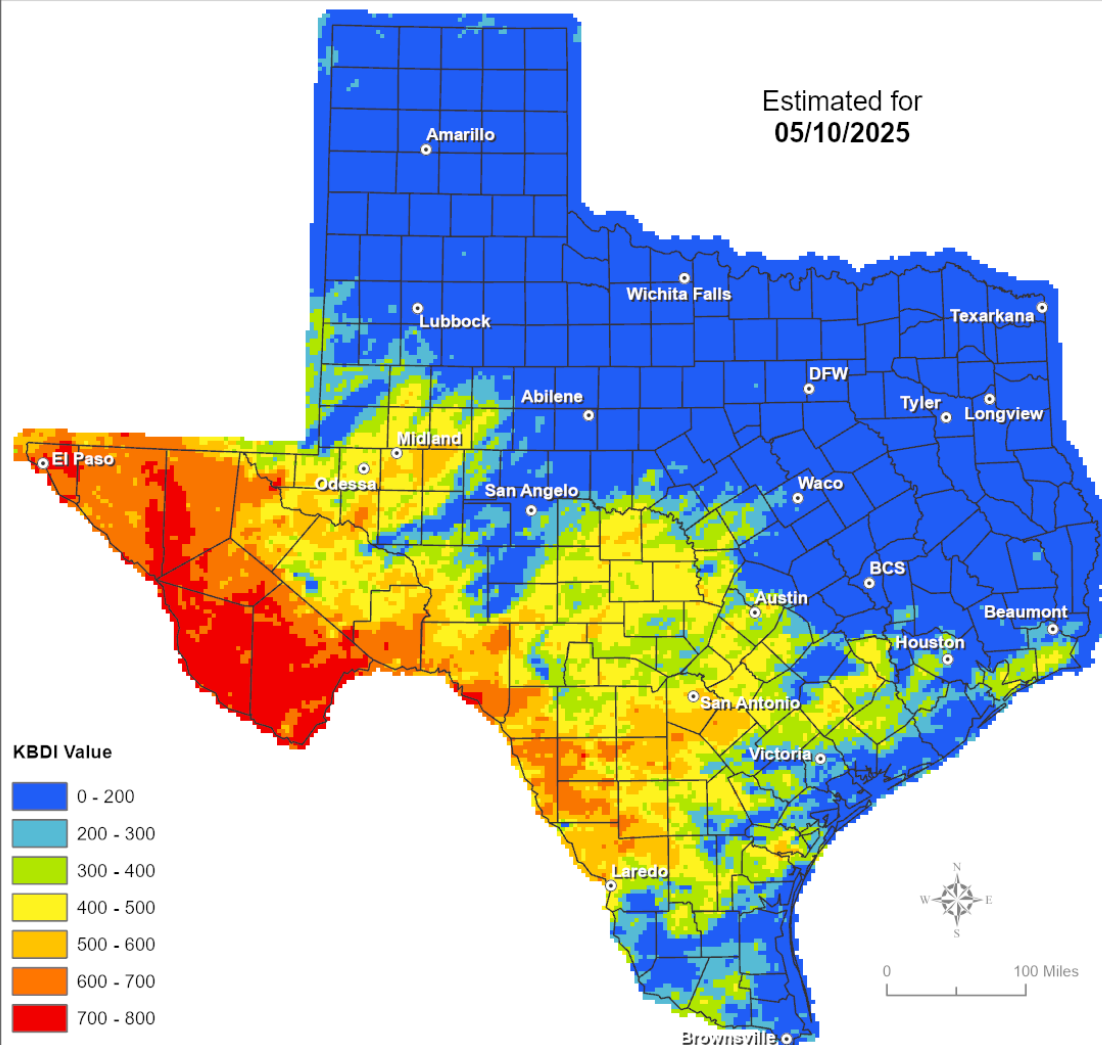 Estimated for
05/10/2025
Amarillo
Wichita Falls
Lubbock
Texarkana
DFW
Abilene
Tyler
Longview
Midland
El Paso
Odessa
San Angelo
Waco
BCS
Austin
Beaumont
Houston
San Antonio
Victoria
Laredo
Brownsville
KBDI Value
0 - 200
200 - 300
300 - 400
400 - 500
500 - 600
600 - 700
700 - 800
N
W E
S
0 100 Miles